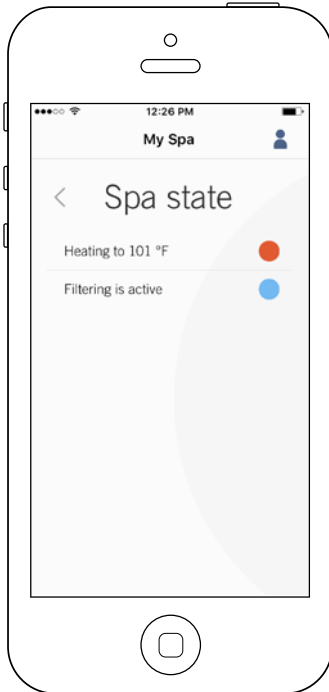 12:26 PM
My Spa
Spa state
Heating to 101 °F
Filtering is active